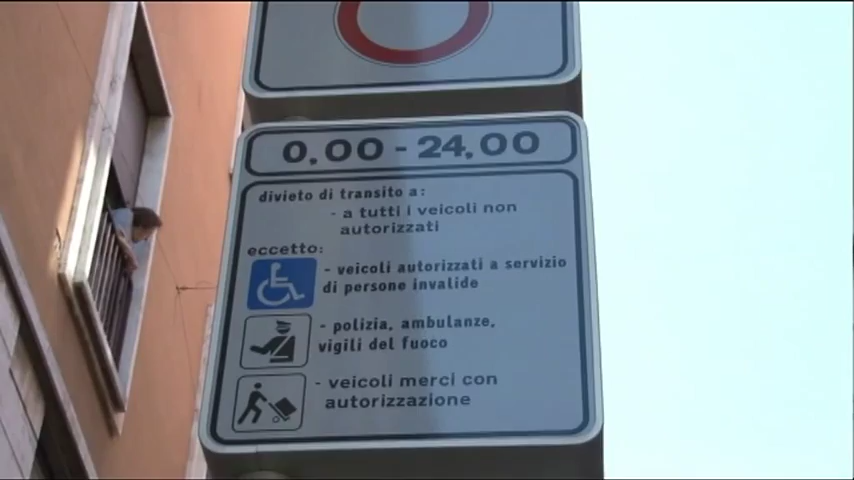 0.00 - 24.00
divieto di transito a:
- a tutti i veicoli non
autorizzati
eccetto:
- veicoli autorizzati a servizio
di persone invalide
- polizia, ambulanze,
vigili del fuoco
- veicoli merci con
autorizzazione